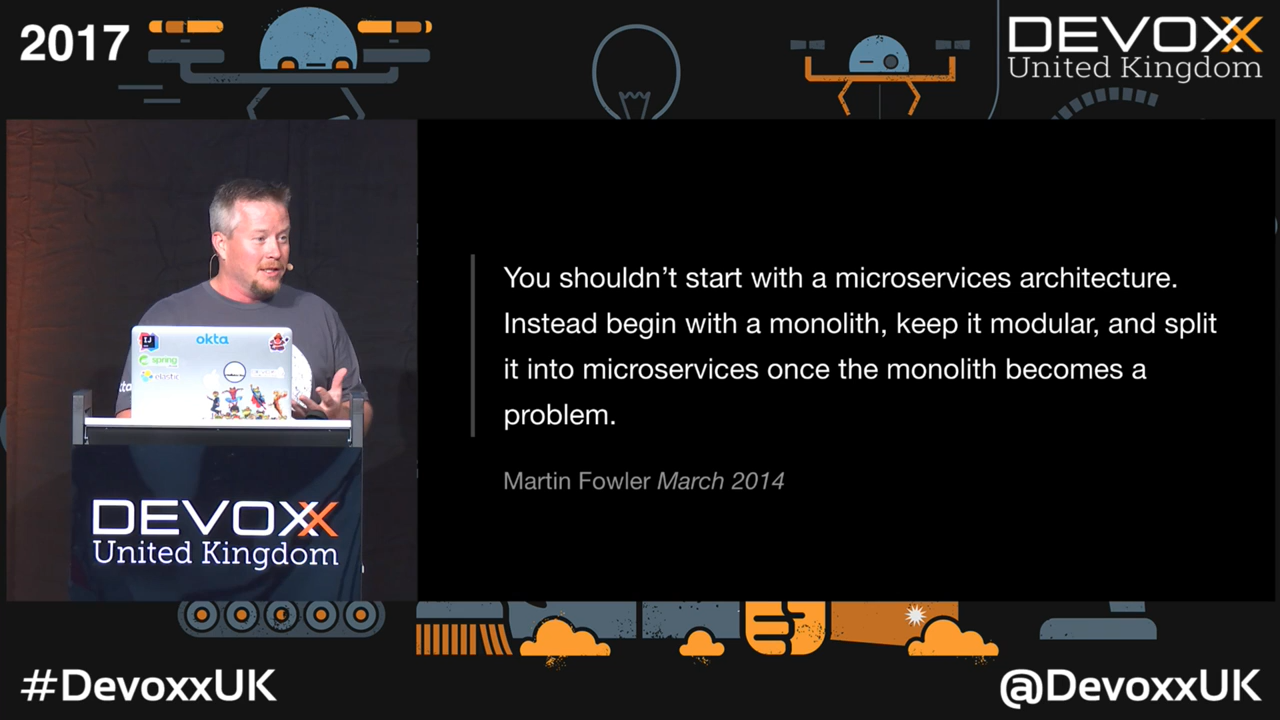 2017
DEVOXX
United Kingdom
You shouldn’t start with a microservices architecture.
Instead begin with a monolith, keep it modular, and split
it into microservices once the monolith becomes a
problem.
Martin Fowler March 2014
IJ
okta
spring
elastic
DEVOXX
United Kingdom
#DevoxxUK
@DevoxxUK